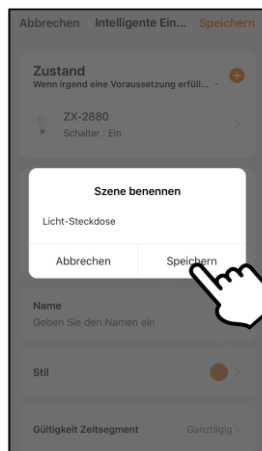 Abbrechen Intelligente Ein... Speichern
Zustand
Wenn irgend eine Voraussetzung erfüll...
ZX-2880
Schalter : Ein
Szene benennen
Licht-Steckdose
Abbrechen Speichern
Name
Geben Sie den Namen ein
Stil
Gültigkeit Zeitsegment Ganztägig